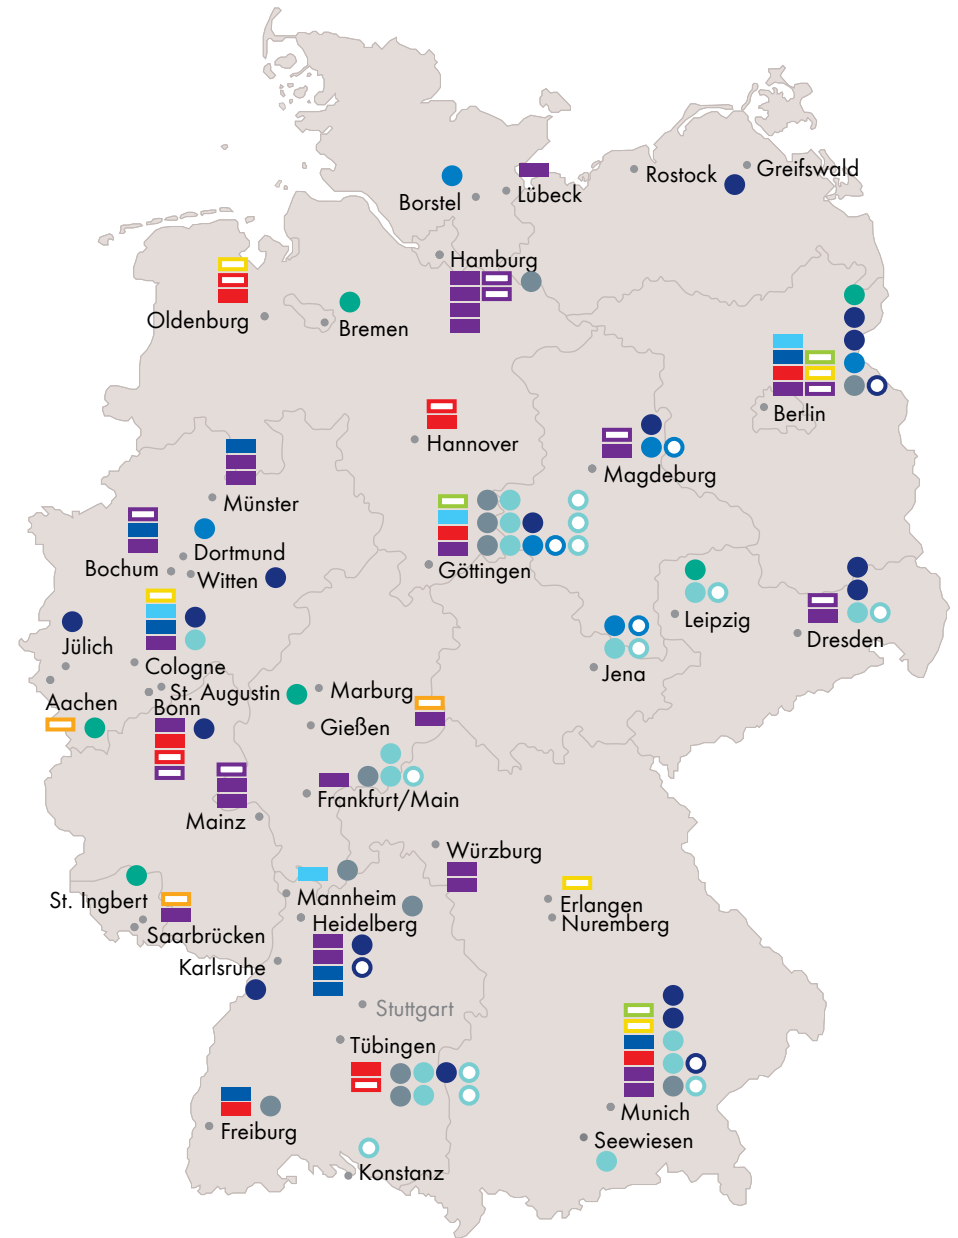 Rostock
Greifswald
Borstel
Lübeck
Hamburg
Oldenburg
Bremen
Berlin
Hannover
Magdeburg
Münster
Dortmund
Bochum
Witten
Göttingen
Leipzig
Dresden
Jülich
Cologne
Jena
St. Augustin
Marburg
Aachen
Bonn
Gießen
Frankfurt/Main
Mainz
Würzburg
St. Ingbert
Mannheim
Erlangen
Heidelberg
Nuremberg
Saarbrücken
Karlsruhe
Stuttgart
Tübingen
Munich
Freiburg
Seewiesen
Konstanz